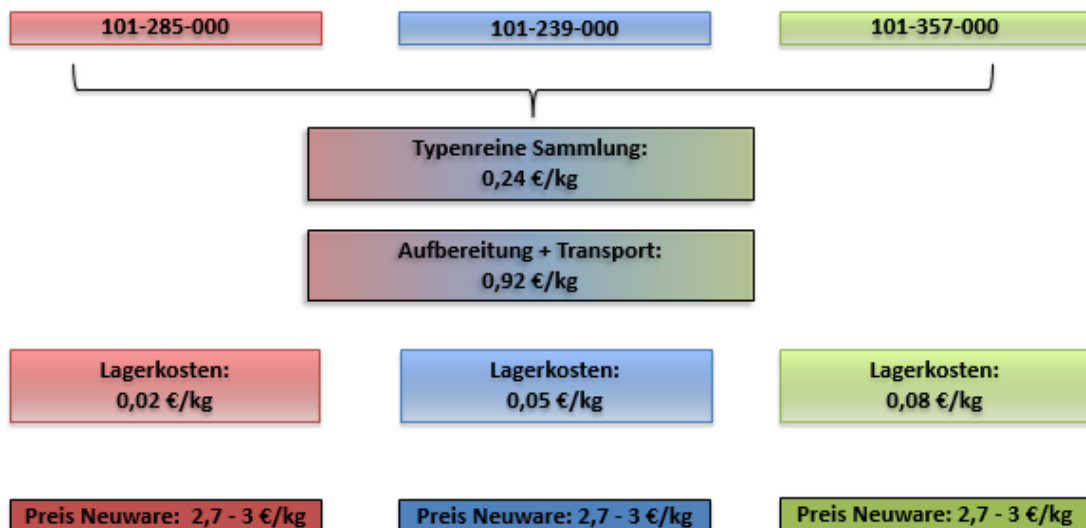 101-285-000
101-239-000
101-357-000
Typenreine Sammlung:
0,24 €/kg
Aufbereitung + Transport:
0,92 €/kg
Lagerkosten:
0,02 €/kg
Lagerkosten:
0,05 €/kg
Lagerkosten:
0,08 €/kg
Preis Neuware: 2,7 - 3 €/kg
Preis Neuware: 2,7 - 3 €/kg
Preis Neuware: 2,7 - 3 €/kg